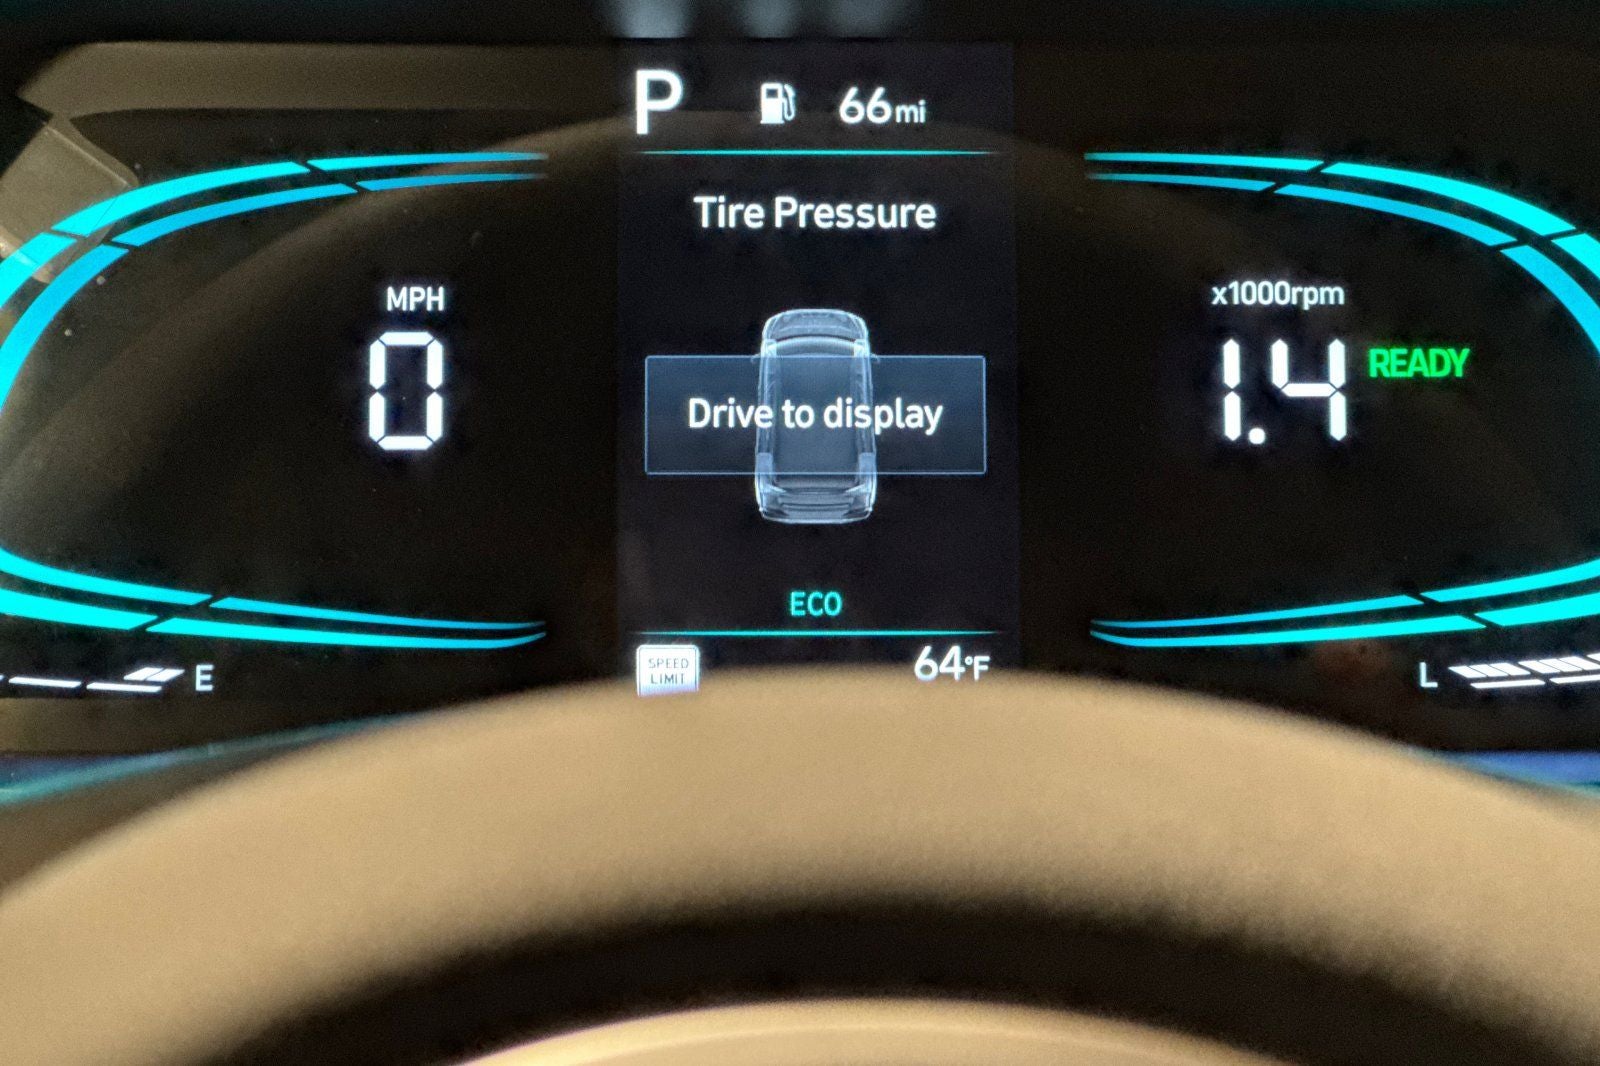 P 66mi
Tire Pressure
MPH
0
x1000rpm
1.4 READY
Drive to display
ECO
E
SPEED
LIMIT
64°F
L